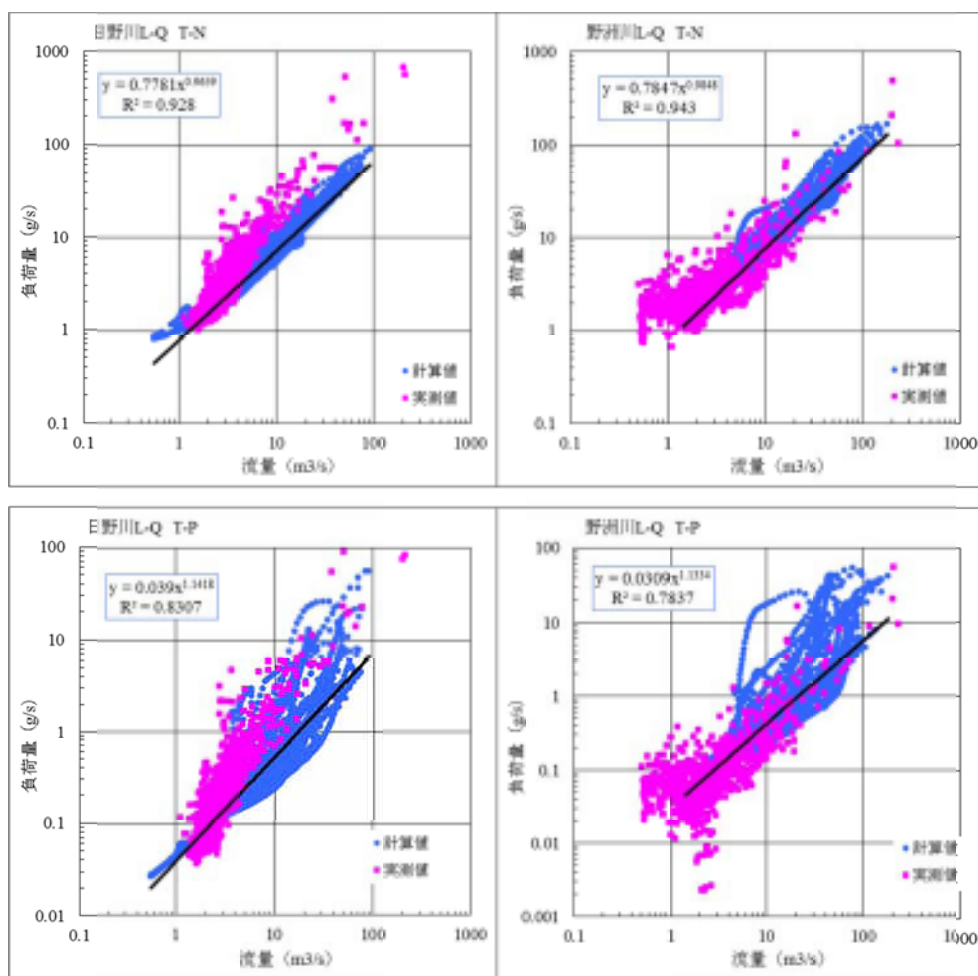 日野川L-Q T-N
1000
100
10
1
0.1
y = 0.7781x
R² = 0.928
負荷量 (g/s)
計算値
実測値
0.1 1 10 100 1000
流量 (m3/s)
野洲川L-Q T-N
1000
100
10
1
0.1
y = 0.7847x^0.9848
R² = 0.943
負荷量 (g/s)
計算値
実測値
0.1 1 10 100 1000
流量 (m3/s)
日野川L-Q T-P
100
10
1
0.1
0.01
y = 0.039x^1.1418
R² = 0.8307
負荷量 (g/s)
計算値
実測値
0.1 1 10 100 1000
流量 (m3/s)
野洲川L-Q T-P
100
10
1
0.1
0.01
0.001
y = 0.0309x^1.1334
R² = 0.7837
負荷量 (g/s)
計算値
実測値
0.1 1 10 100 1000
流量 (m3/s)